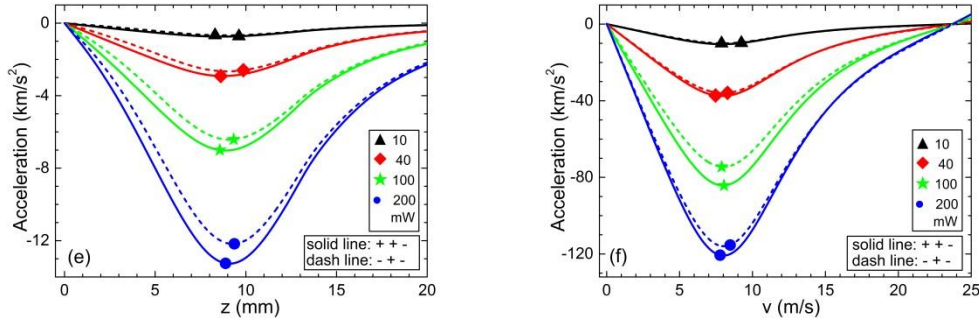 0
-4
-8
-12
Acceleration (km/s²)
10
40
100
200
mW
(e)
solid line: + + -
dash line: - + -
0 5 10 15 20
z (mm)
0
-40
-80
-120
Acceleration (km/s²)
10
40
100
200
mW
(f)
solid line: + + -
dash line: - + -
0 5 10 15 20 25
v (m/s)